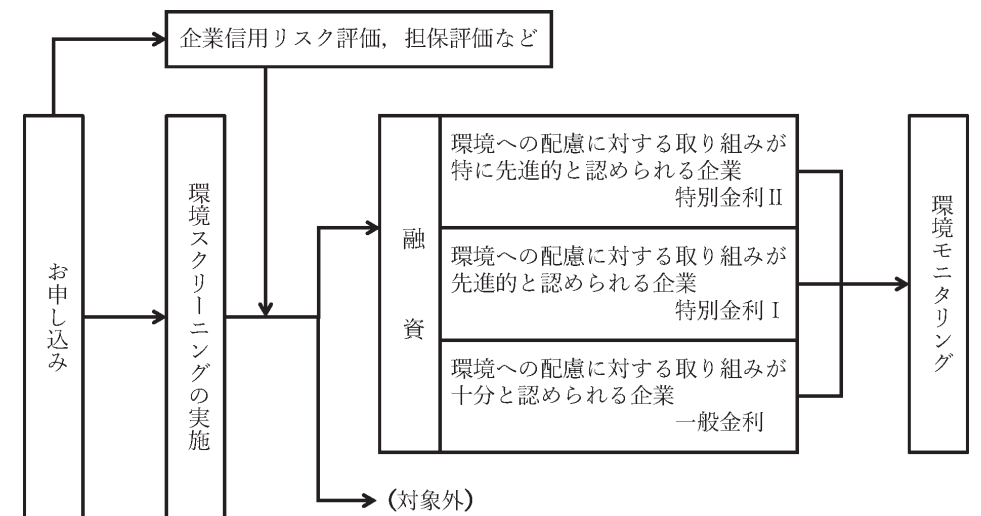 企業信用リスク評価，担保評価など
お申し込み
環境スクリーニングの実施
融資
環境への配慮に対する取り組みが
特に先進的と認められる企業
特別金利Ⅱ
環境への配慮に対する取り組みが
先進的と認められる企業
特別金利Ⅰ
環境への配慮に対する取り組みが
十分と認められる企業
一般金利
(対象外)
環境モニタリング